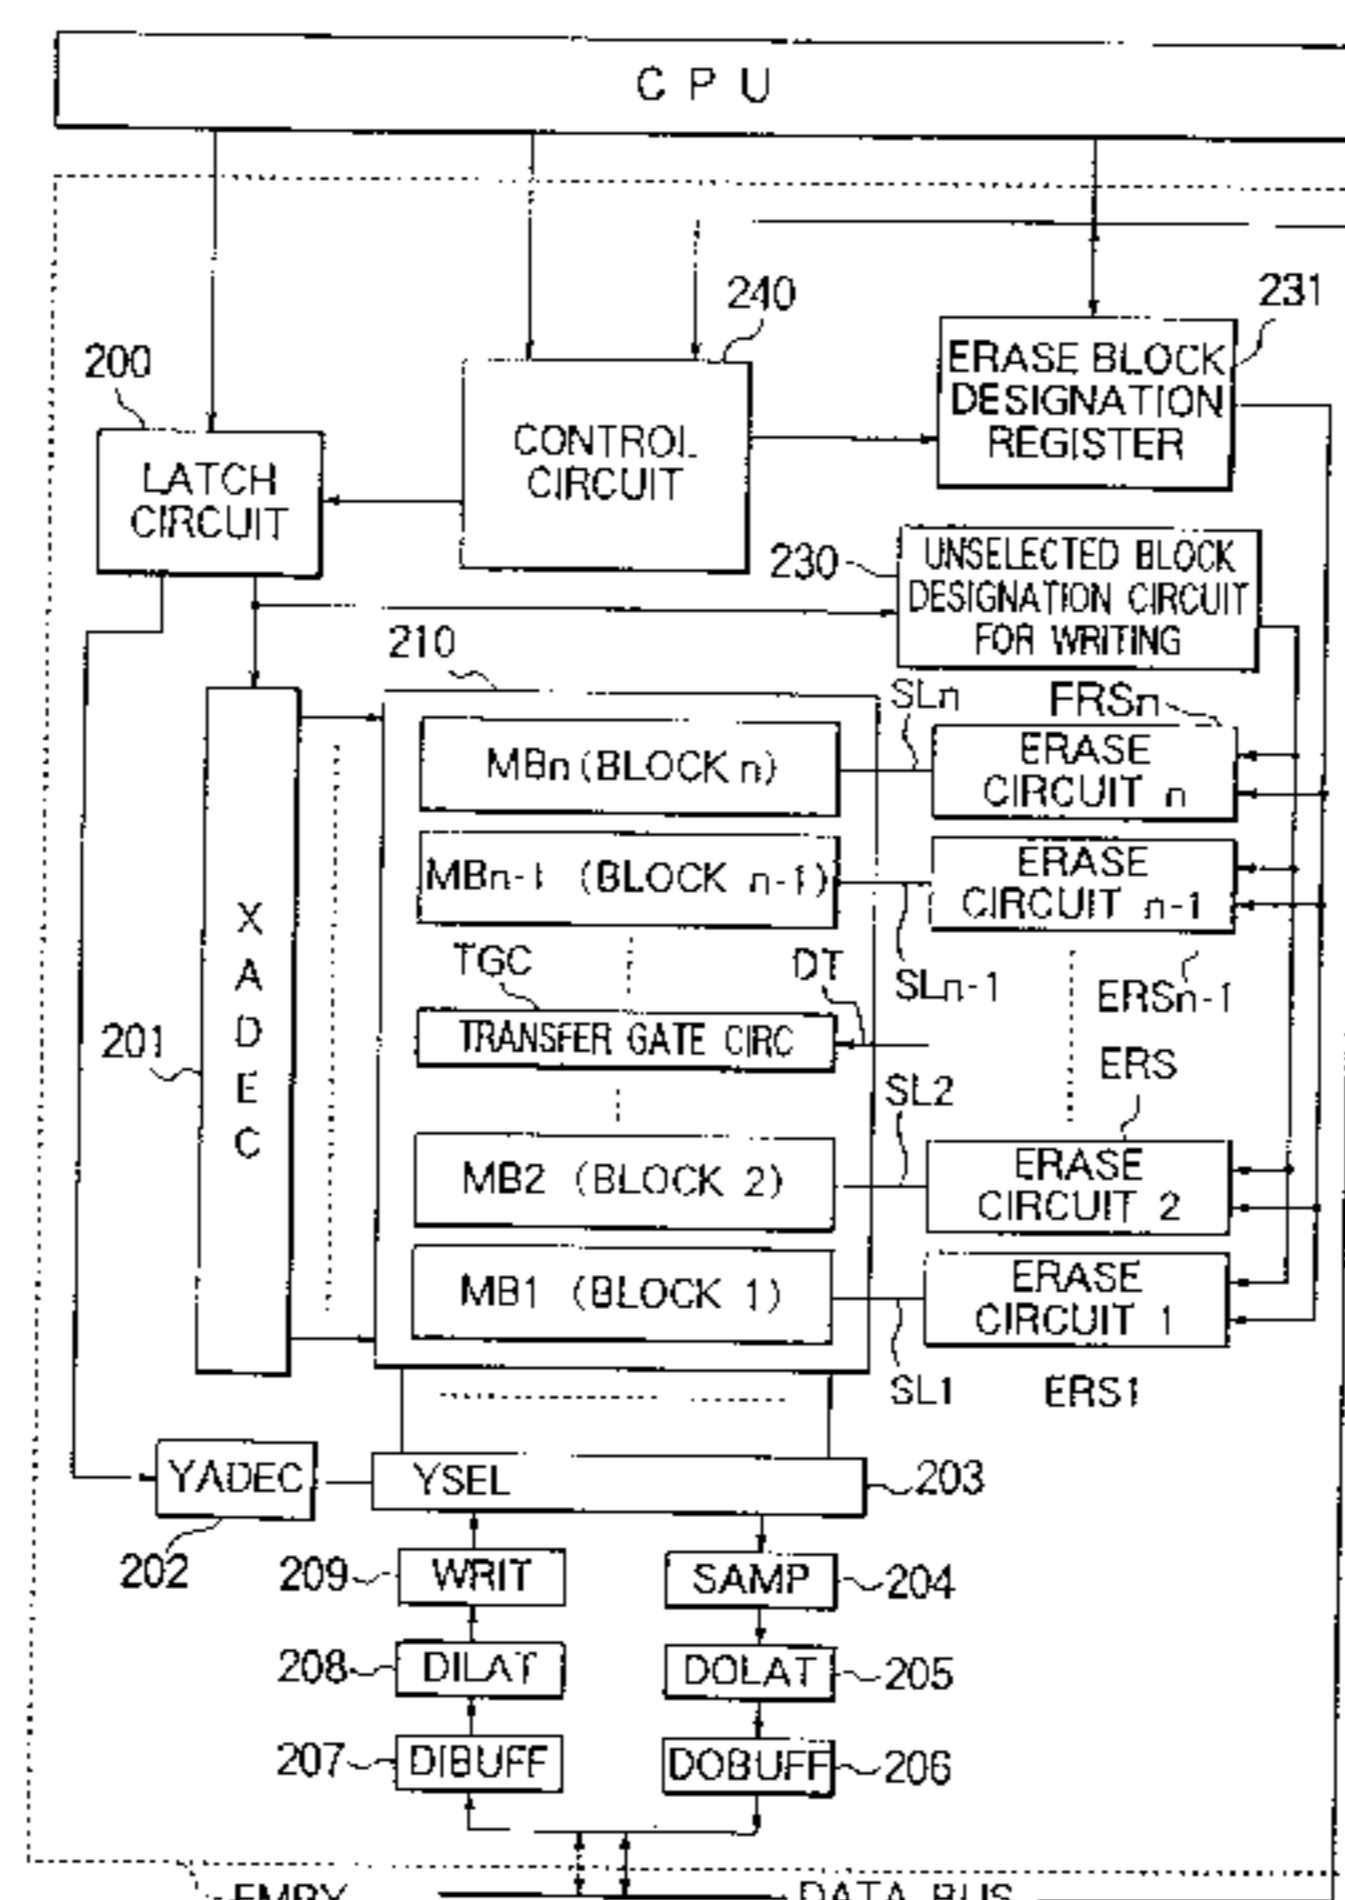 CPU
240
231
200
ERASE BLOCK
DESIGNATION
REGISTER
CONTROL
CIRCUIT
LATCH
CIRCUIT
230
UNSELECTED BLOCK
DESIGNATION CIRCUIT
FOR WRITING
210
SLn
FRSn
MBn (BLOCK n)
ERASE
CIRCUIT n
MBn-1 (BLOCK n-1)
ERASE
CIRCUIT n-1
XADEC
TGC
DT
SLn-1
ERSn-1
201
TRANSFER GATE CIRC
ERS
SL2
MB2 (BLOCK 2)
ERASE
CIRCUIT 2
MB1 (BLOCK 1)
ERASE
CIRCUIT 1
SL1
ERS1
YADEC
YSEL
203
202
209
WRIT
SAMP
204
208
DILAT
DOLAT
205
207
DIBUFF
DOBUFF
206
EMRY
DATA BUS